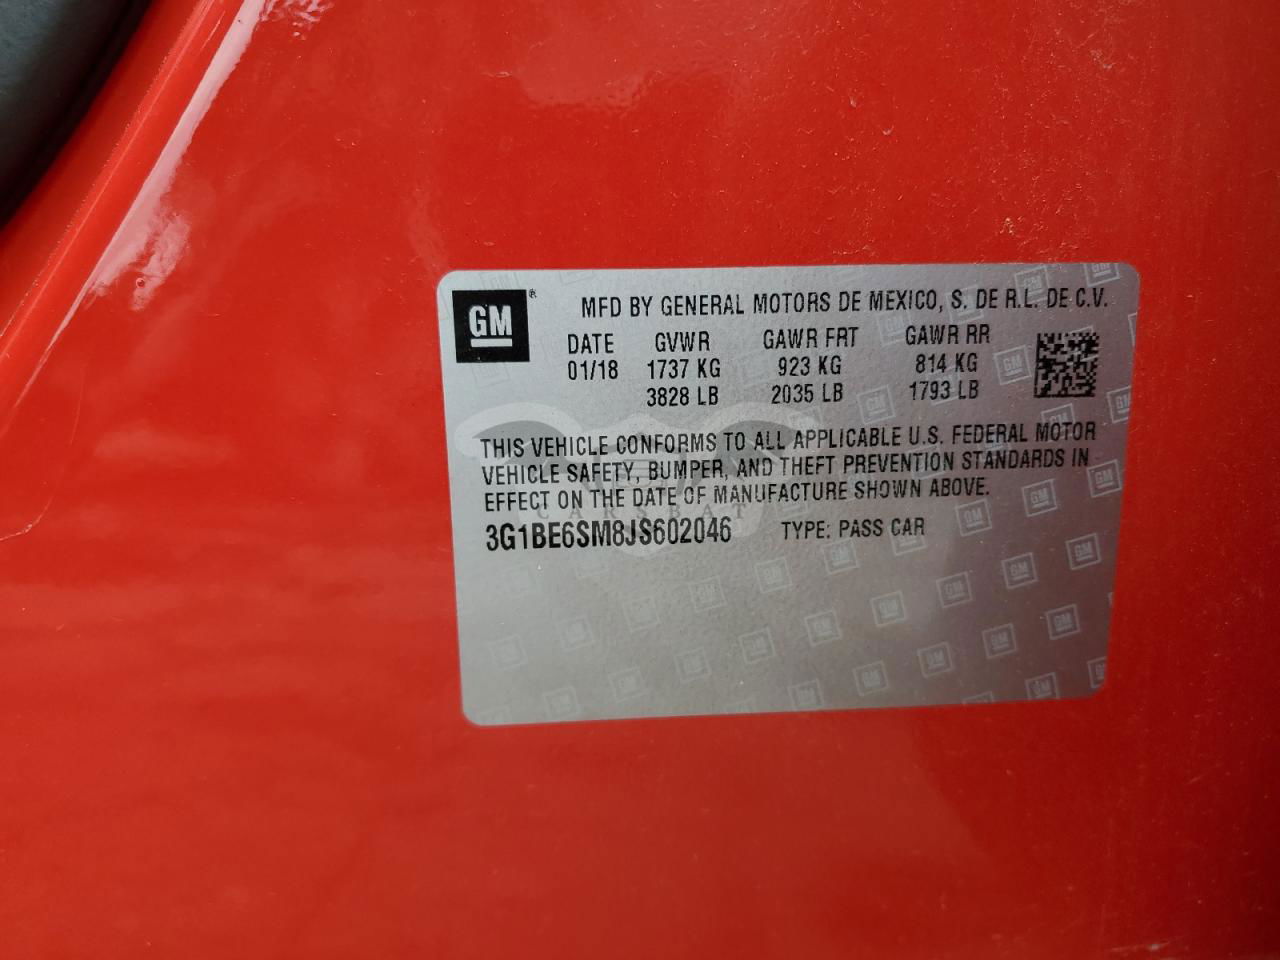 GM®
MFD BY GENERAL MOTORS DE MEXICO, S. DE R.L. DE C.V.
DATE GVWR GAWR FRT GAWR RR
01/18 1737 KG 923 KG 814 KG
3828 LB 2035 LB 1793 LB
THIS VEHICLE CONFORMS TO ALL APPLICABLE U.S. FEDERAL MOTOR
VEHICLE SAFETY, BUMPER, AND THEFT PREVENTION STANDARDS IN
EFFECT ON THE DATE OF MANUFACTURE SHOWN ABOVE.
CARSBAT
3G1BE6SM8JS602046 TYPE: PASS CAR